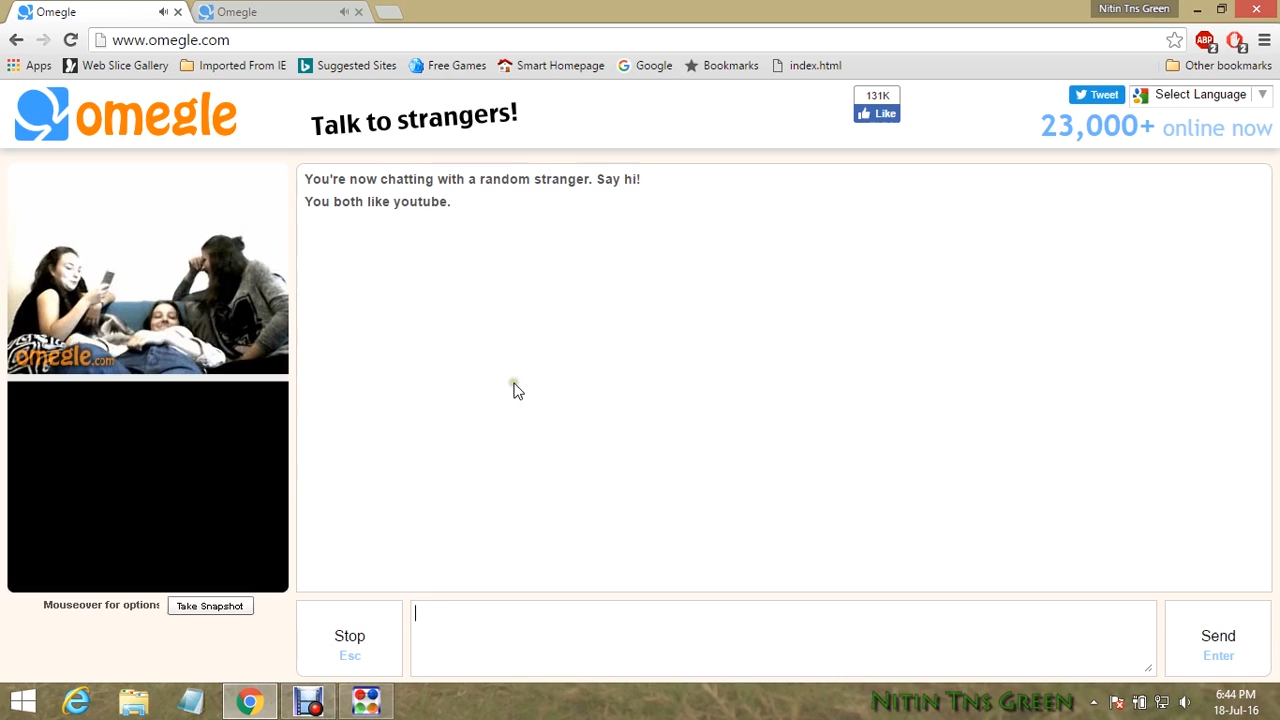 Omegle
Omegle
Nitin Tns Green
www.omegle.com
ABP
2
2
Apps
Web Slice Gallery
Imported From IE
Suggested Sites
Free Games
Smart Homepage
Google
Bookmarks
index.html
Other bookmarks
omegle
Talk to strangers!
131K
Like
Tweet
Select Language
23,000+ online now
You're now chatting with a random stranger. Say hi!
You both like youtube.
omegle.com
Mouseover for options
Take Snapshot
Stop
Esc
Send
Enter
Nitin Tns Green
6:44 PM
18-Jul-16